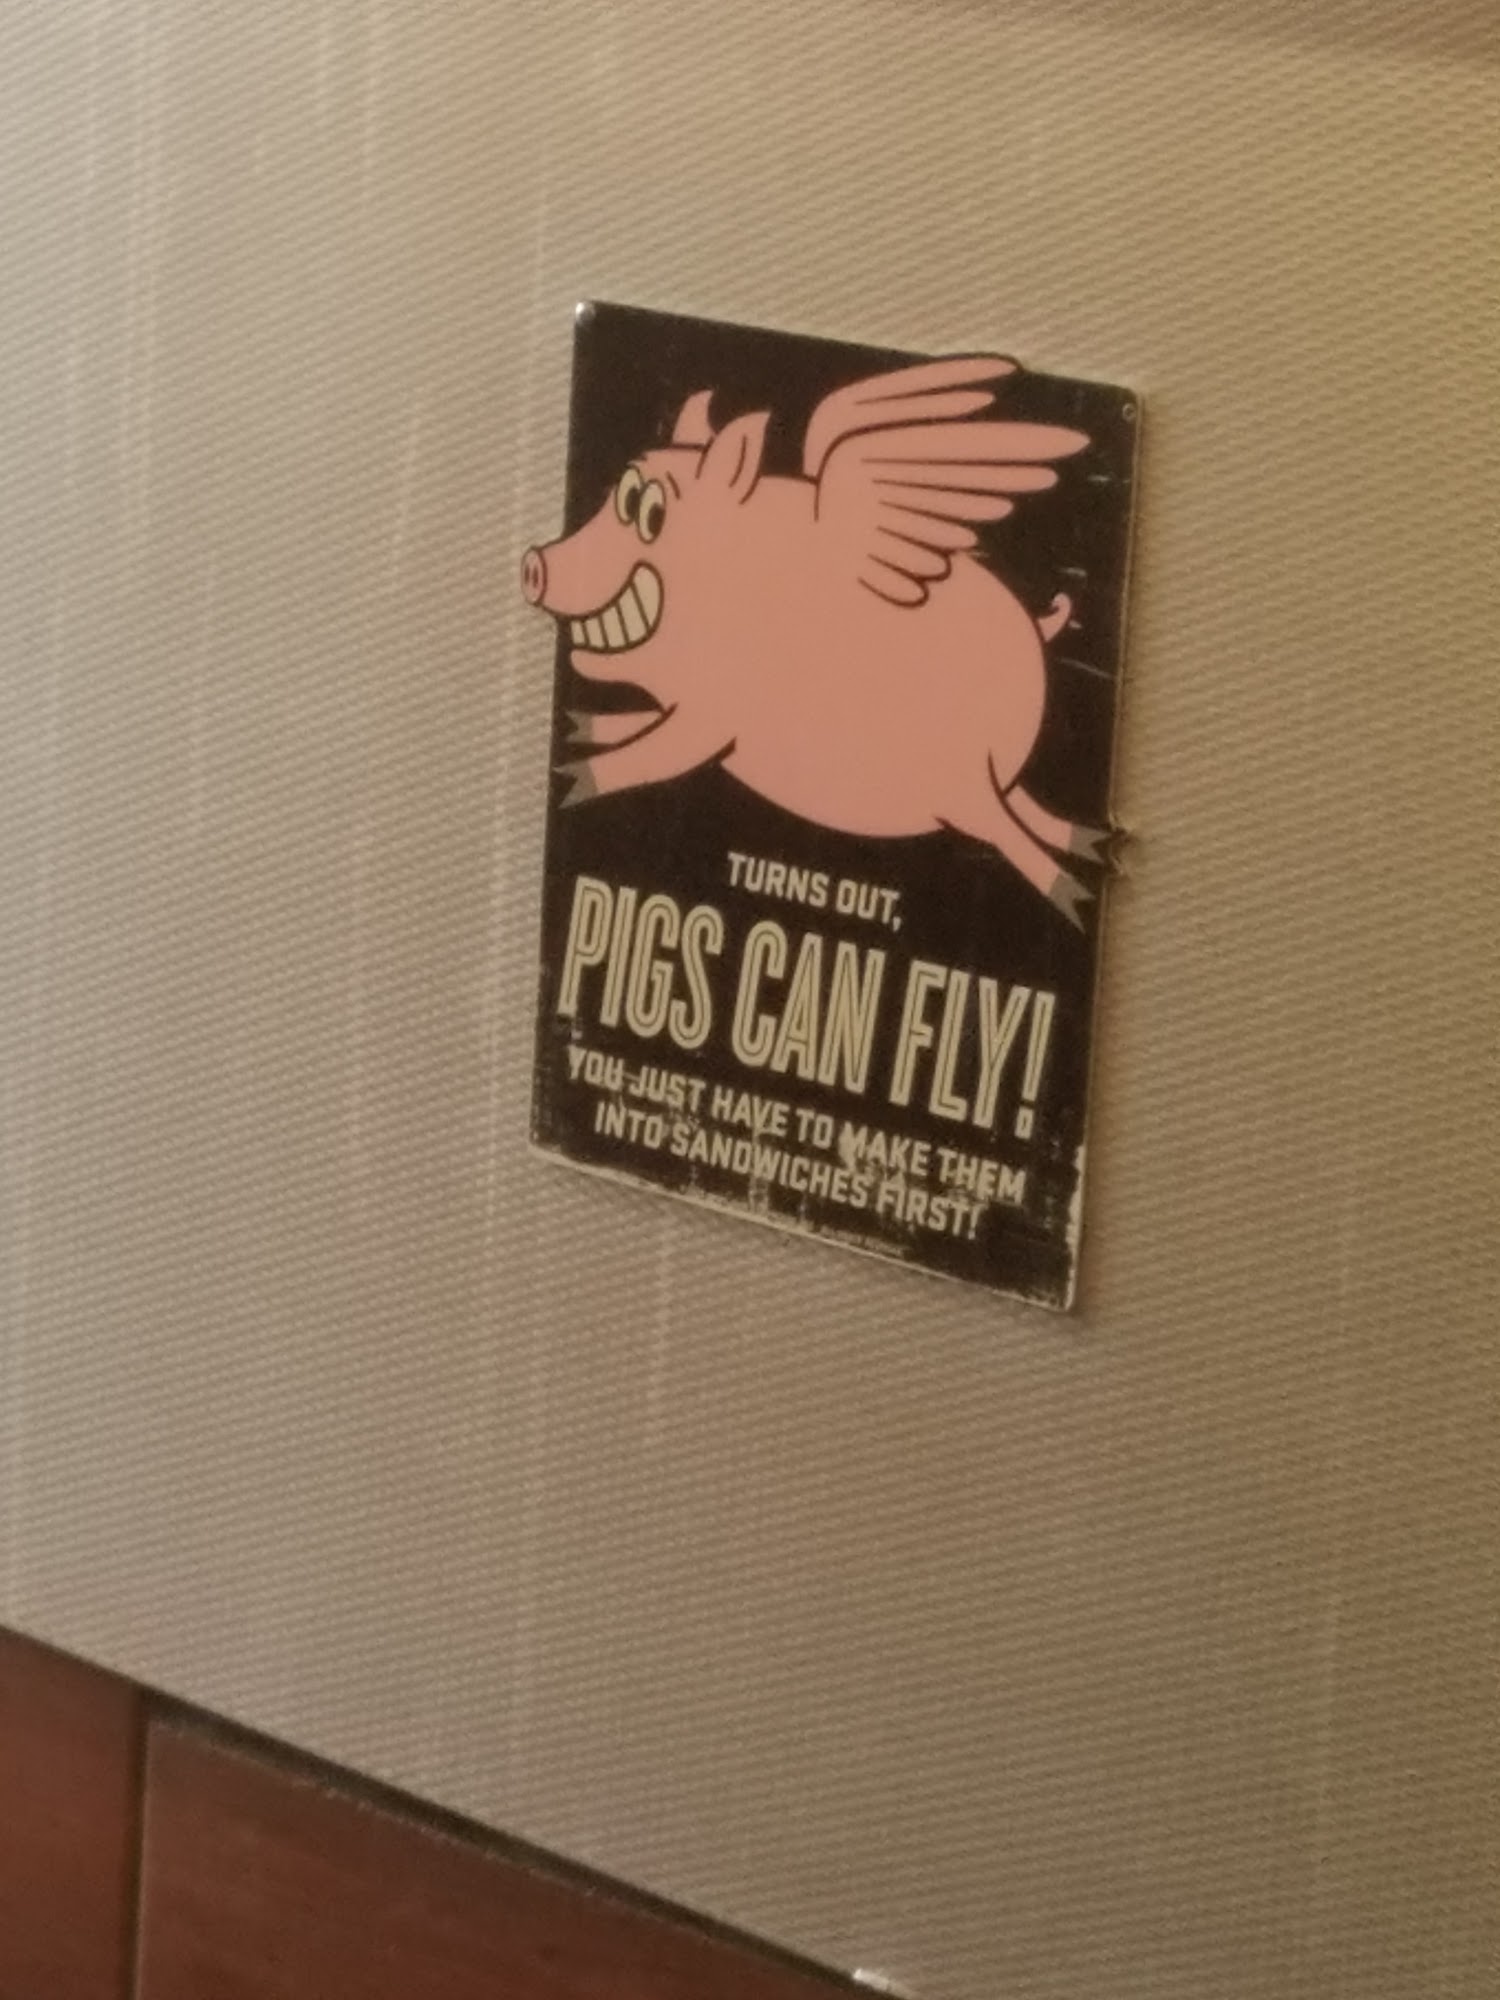 TURNS OUT,
PIGS CAN FLY!
YOU JUST HAVE TO MAKE THEM
INTO SANDWICHES FIRST!